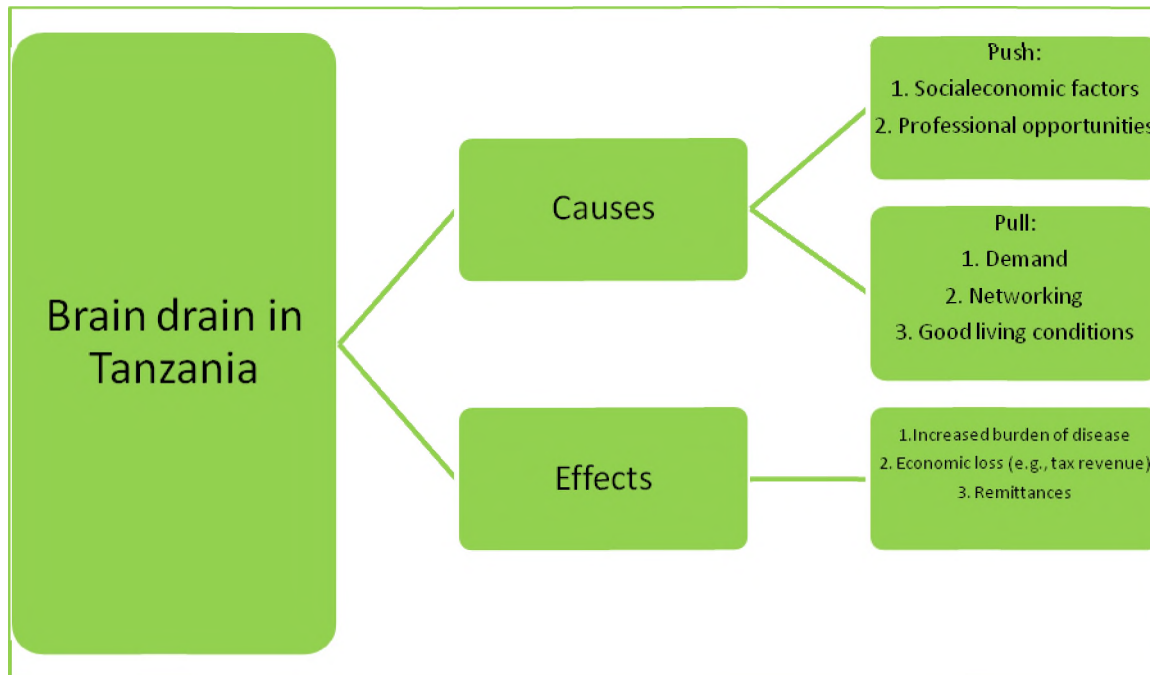 Brain drain in
Tanzania
Causes
Effects
Push:
1. Socialeconomic factors
2. Professional opportunities
Pull:
1. Demand
2. Networking
3. Good living conditions
1.Increased burden of disease
2. Economic loss (e.g., tax revenue)
3. Remittances